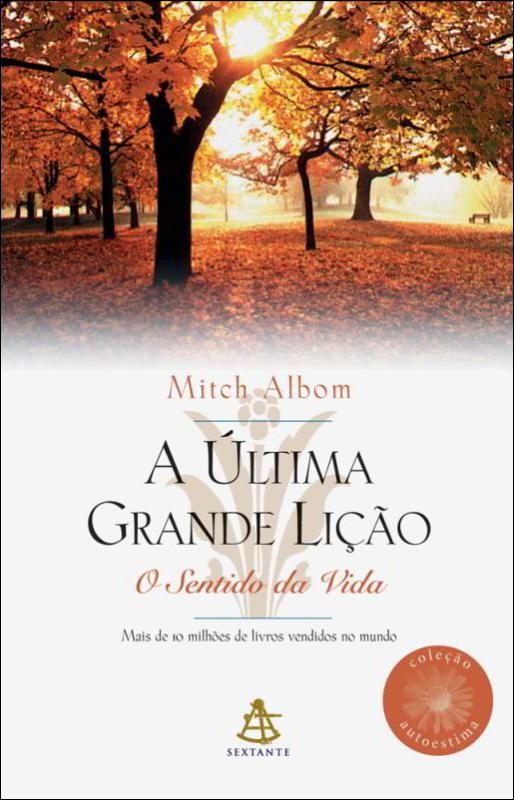 Mitch Albom
A ÚLTIMA
GRANDE LIÇÃO
O Sentido da Vida
Mais de 10 milhões de livros vendidos no mundo
coleção
autoestima
SEXTANTE